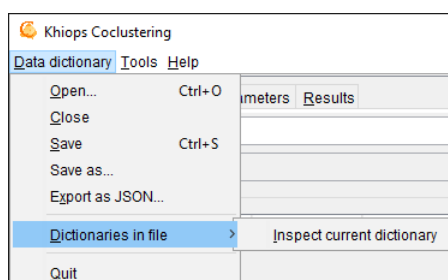 Khiops Coclustering
Data dictionary Tools Help
Open... Ctrl+O
Results
Close
Save Ctrl+S
Save as...
Export as JSON...
Dictionaries in file > Inspect current dictionary
Quit